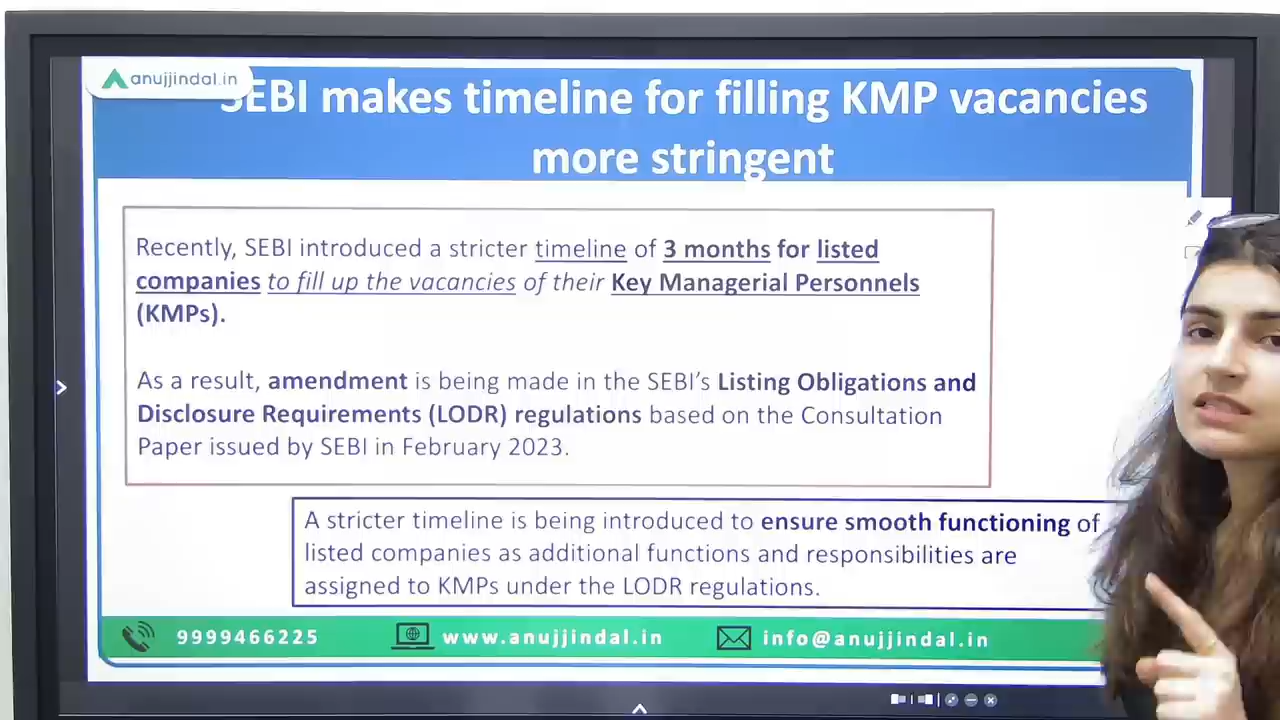 anujjindal.in
SEBI makes timeline for filling KMP vacancies
more stringent
Recently, SEBI introduced a stricter timeline of 3 months for listed
companies to fill up the vacancies of their Key Managerial Personnels
(KMPs).
As a result, amendment is being made in the SEBI’s Listing Obligations and
Disclosure Requirements (LODR) regulations based on the Consultation
Paper issued by SEBI in February 2023.
A stricter timeline is being introduced to ensure smooth functioning of
listed companies as additional functions and responsibilities are
assigned to KMPs under the LODR regulations.
9999466225 www.anujjindal.in info@anujjindal.in